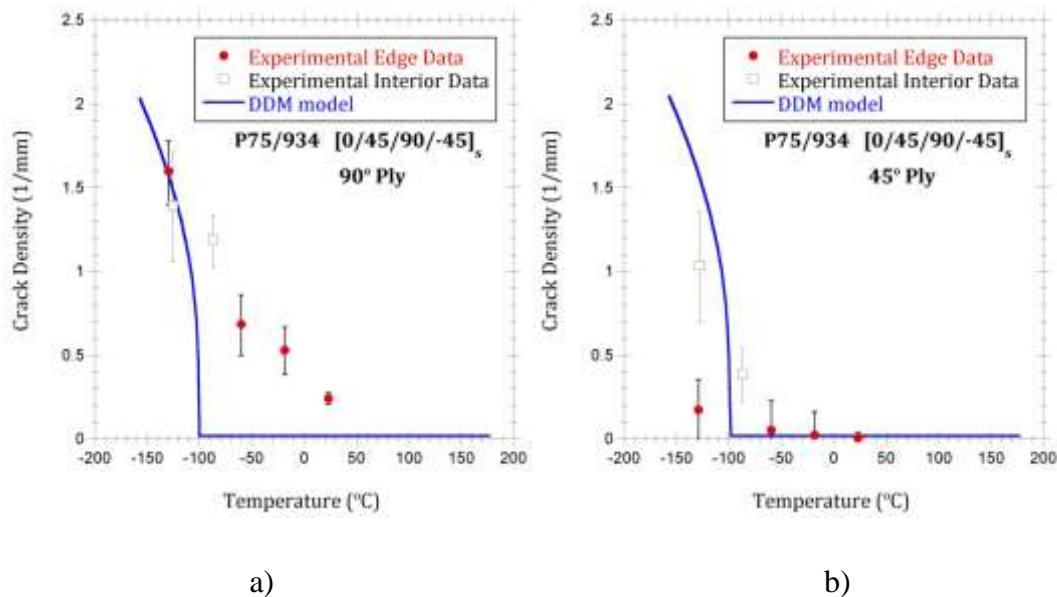 2.5
2
1.5
1
0.5
0
Crack Density (1/mm)
Experimental Edge Data
Experimental Interior Data
DDM model
P75/934 [0/45/90/-45]s
90° Ply
-200 -150 -100 -50 0 50 100 150 200
Temperature (°C)
a)
2.5
2
1.5
1
0.5
0
Crack Density (1/mm)
Experimental Edge Data
Experimental Interior Data
DDM model
P75/934 [0/45/90/-45]s
45° Ply
-200 -150 -100 -50 0 50 100 150 200
Temperature (°C)
b)